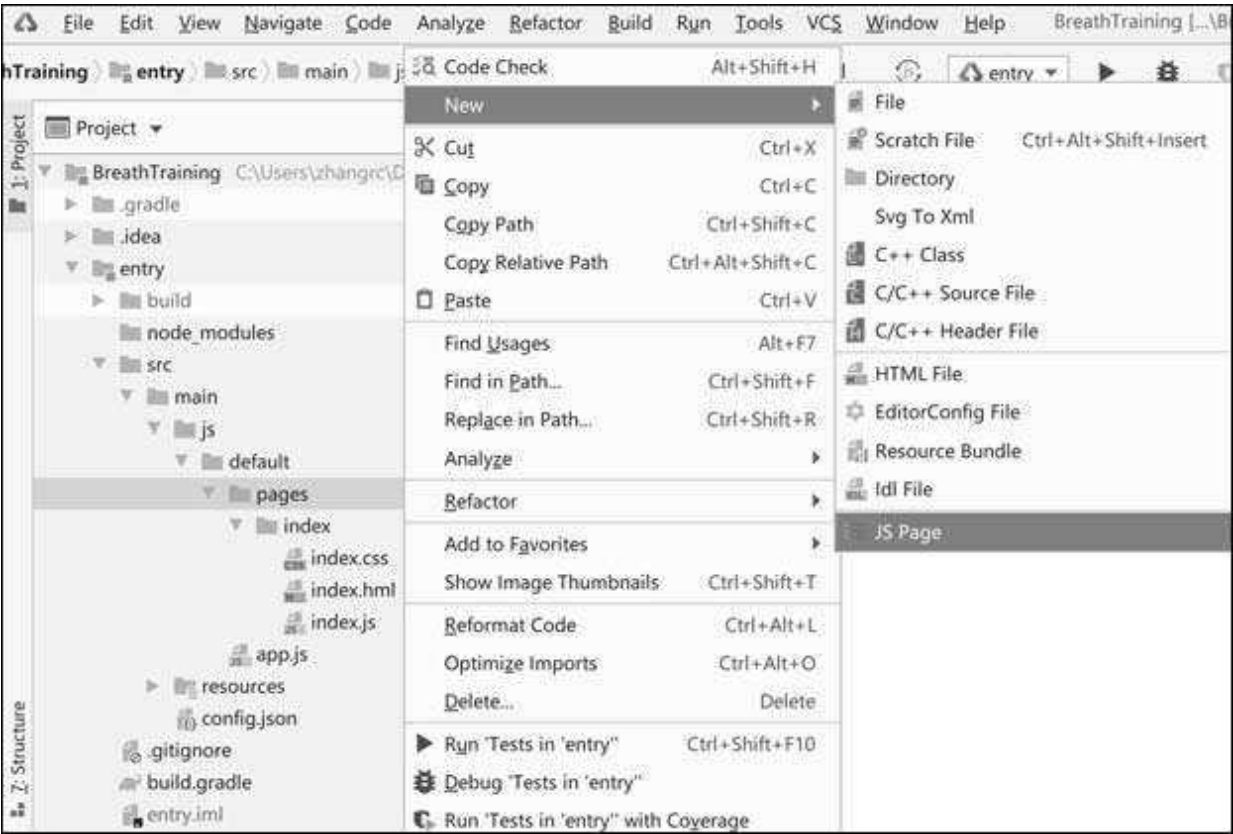 File Edit View Navigate Code Analyze Refactor Build Run Tools VCS Window Help BreathTraining [...\B
hTraining entry src main j entry
1: Project
Project
BreathTraining C:\Users\zhangrc\D
.gradle
.idea
entry
build
node_modules
src
main
js
default
pages
index
index.css
index.hml
index.js
app.js
resources
config.json
.gitignore
build.gradle
entry.iml
Z: Structure
Code Check Alt+Shift+H
New
Cut Ctrl+X
Copy Ctrl+C
Copy Path Ctrl+Shift+C
Copy Relative Path Ctrl+Alt+Shift+C
Paste Ctrl+V
Find Usages Alt+F7
Find in Path... Ctrl+Shift+F
Replace in Path... Ctrl+Shift+R
Analyze
Refactor
Add to Favorites
Show Image Thumbnails Ctrl+Shift+T
Reformat Code Ctrl+Alt+L
Optimize Imports Ctrl+Alt+O
Delete... Delete
Run 'Tests in 'entry'' Ctrl+Shift+F10
Debug 'Tests in 'entry''
Run 'Tests in 'entry'' with Coverage
File
Scratch File Ctrl+Alt+Shift+Insert
Directory
Svg To Xml
C++ Class
C/C++ Source File
C/C++ Header File
HTML File
EditorConfig File
Resource Bundle
Idl File
JS Page